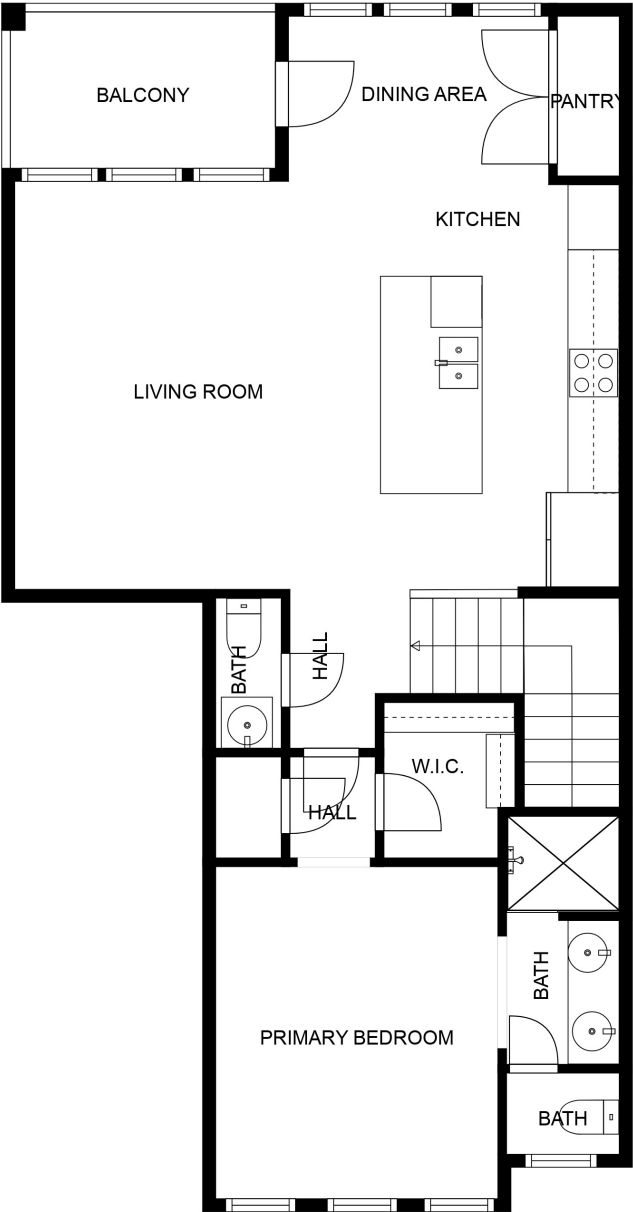 BALCONY
DINING AREA
PANTRY
KITCHEN
LIVING ROOM
BATH
HALL
W.I.C.
HALL
BATH
PRIMARY BEDROOM
BATH